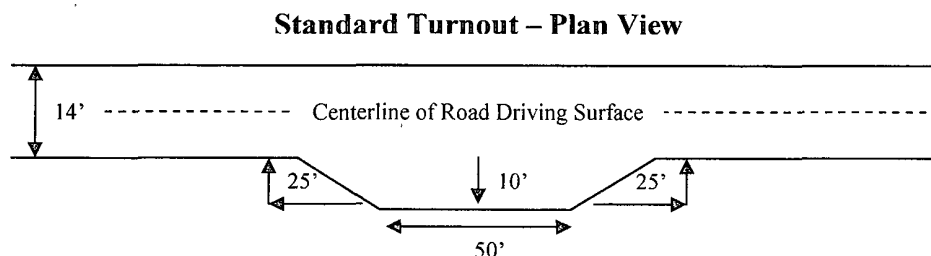 Standard Turnout – Plan View
14’
Centerline of Road Driving Surface
25’
10’
25’
50’